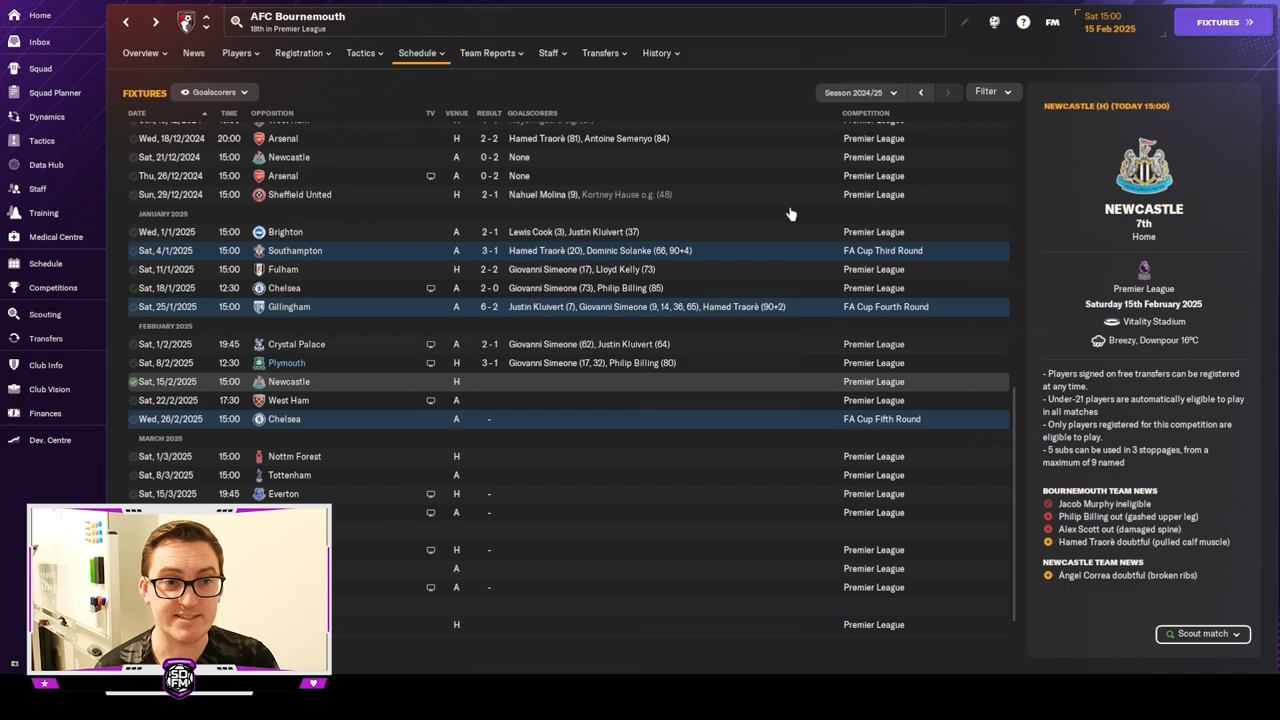 Home
AFC Bournemouth
18th in Premier League
FM
Sat 15:00
15 Feb 2025
FIXTURES
Inbox
Overview News Players Registration Tactics Schedule Team Reports Staff Transfers History
Squad
Squad Planner
Dynamics
Tactics
Data Hub
Staff
Training
Medical Centre
Schedule
Competitions
Scouting
Transfers
Club Info
Club Vision
Finances
Dev. Centre
FIXTURES Goalscorers Season 2024/25 Filter
DATE TIME OPPOSITION TV VENUE RESULT GOALSCORERS COMPETITION
Wed, 18/12/2024 20:00 Arsenal H 2 - 2 Hamed Traorè (81), Antoine Semenyo (84) Premier League
Sat, 21/12/2024 15:00 Newcastle A 0 - 2 None Premier League
Thu, 26/12/2024 15:00 Arsenal A 0 - 2 None Premier League
Sun, 29/12/2024 15:00 Sheffield United H 2 - 1 Nahuel Molina (9), Kortney Hause o.g. (48) Premier League
JANUARY 2025
Wed, 1/1/2025 15:00 Brighton A 2 - 1 Lewis Cook (3), Justin Kluivert (37) Premier League
Sat, 4/1/2025 15:00 Southampton A 3 - 1 Hamed Traorè (20), Dominic Solanke (66, 90+4) FA Cup Third Round
Sat, 11/1/2025 15:00 Fulham H 2 - 2 Giovanni Simeone (17), Lloyd Kelly (73) Premier League
Sat, 18/1/2025 12:30 Chelsea A 2 - 0 Giovanni Simeone (73), Philip Billing (85) Premier League
Sat, 25/1/2025 15:00 Gillingham A 6 - 2 Justin Kluivert (7), Giovanni Simeone (9, 14, 36, 65), Hamed Traorè (90+2) FA Cup Fourth Round
FEBRUARY 2025
Sat, 1/2/2025 19:45 Crystal Palace A 2 - 1 Giovanni Simeone (62), Justin Kluivert (64) Premier League
Sat, 8/2/2025 12:30 Plymouth H 3 - 1 Giovanni Simeone (17, 32), Philip Billing (80) Premier League
Sat, 15/2/2025 15:00 Newcastle H Premier League
Sat, 22/2/2025 17:30 West Ham A Premier League
Wed, 26/2/2025 15:00 Chelsea A - FA Cup Fifth Round
MARCH 2025
Sat, 1/3/2025 15:00 Nottm Forest H Premier League
Sat, 8/3/2025 15:00 Tottenham A Premier League
Sat, 15/3/2025 19:45 Everton H - Premier League
A - Premier League
H - Premier League
A Premier League
A - Premier League
H Premier League
NEWCASTLE (H) (TODAY 15:00)
NEWCASTLE
7th
Home
Premier League
Saturday 15th February 2025
Vitality Stadium
Breezy, Downpour 16°C
- Players signed on free transfers can be registered
at any time.
- Under-21 players are automatically eligible to play
in all matches
- Only players registered for this competition are
eligible to play.
- 5 subs can be used in 3 stoppages, from a
maximum of 9 named
BOURNEMOUTH TEAM NEWS
Jacob Murphy ineligible
Philip Billing out (gashed upper leg)
Alex Scott out (damaged spine)
Hamed Traorè doubtful (pulled calf muscle)
NEWCASTLE TEAM NEWS
Ángel Correa doubtful (broken ribs)
Scout match
SD
FM